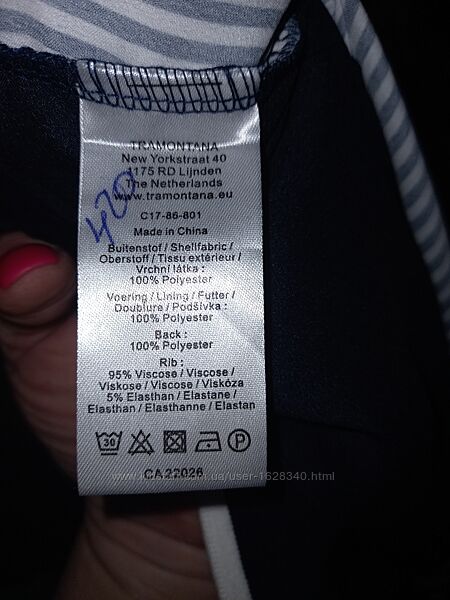 TRAMONTANA
New Yorkstraat 40
1175 RD Lijnden
The Netherlands
www.tramontana.eu
420
C17-86-801
Made in China
Buitenstof / Shellfabric /
Oberstoff / Tissu extérieur /
Vrchní látka :
100% Polyester
Voering / Lining / Futter /
Doublure / Podšívka :
100% Polyester
Back :
100% Polyester
Rib :
95% Viscose / Viscose /
Viskose / Viscose / Viskóza
5% Elasthan / Elastane /
Elasthan / Elasthanne / Elastan
30 P
CA 22026